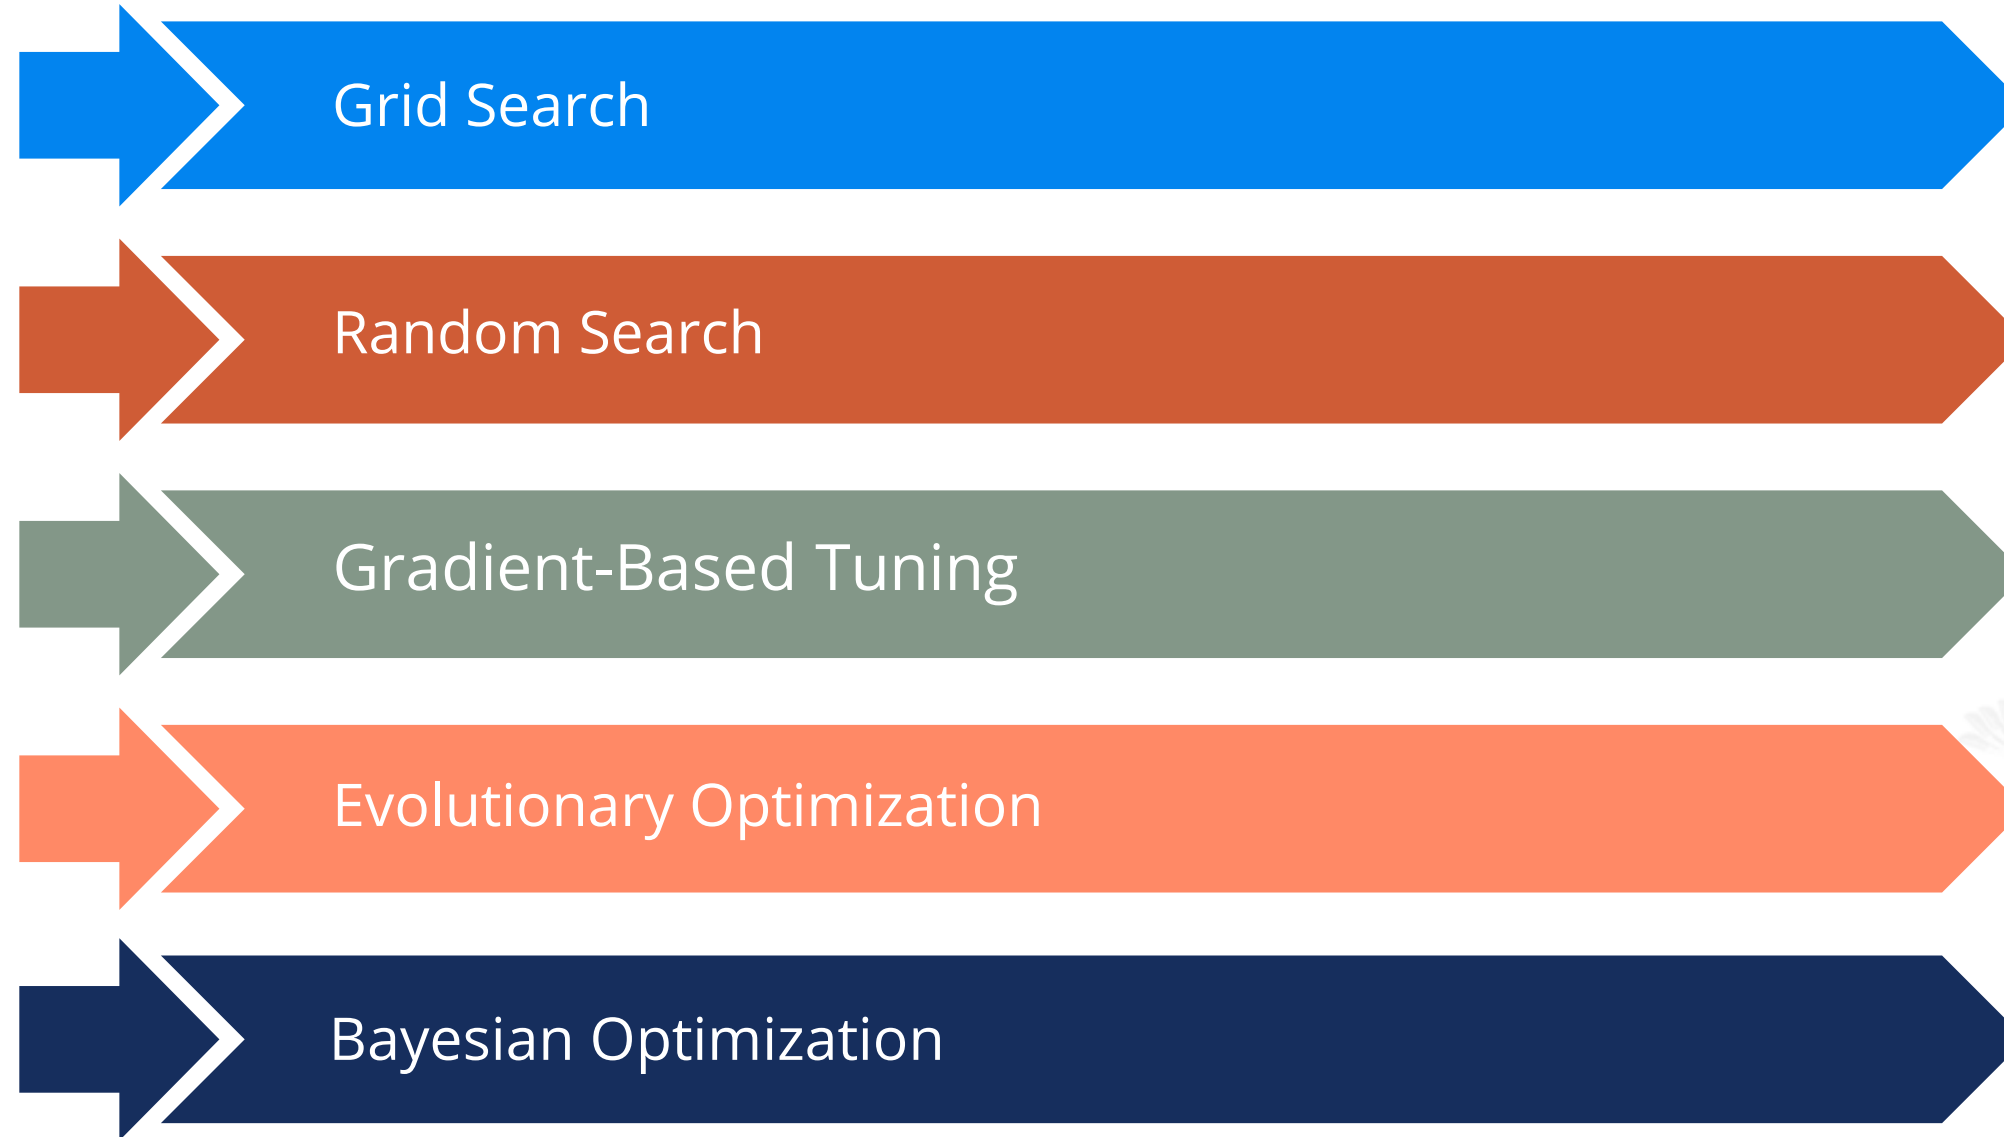 Grid Search
Random Search
Gradient-Based Tuning
Evolutionary Optimization
Bayesian Optimization